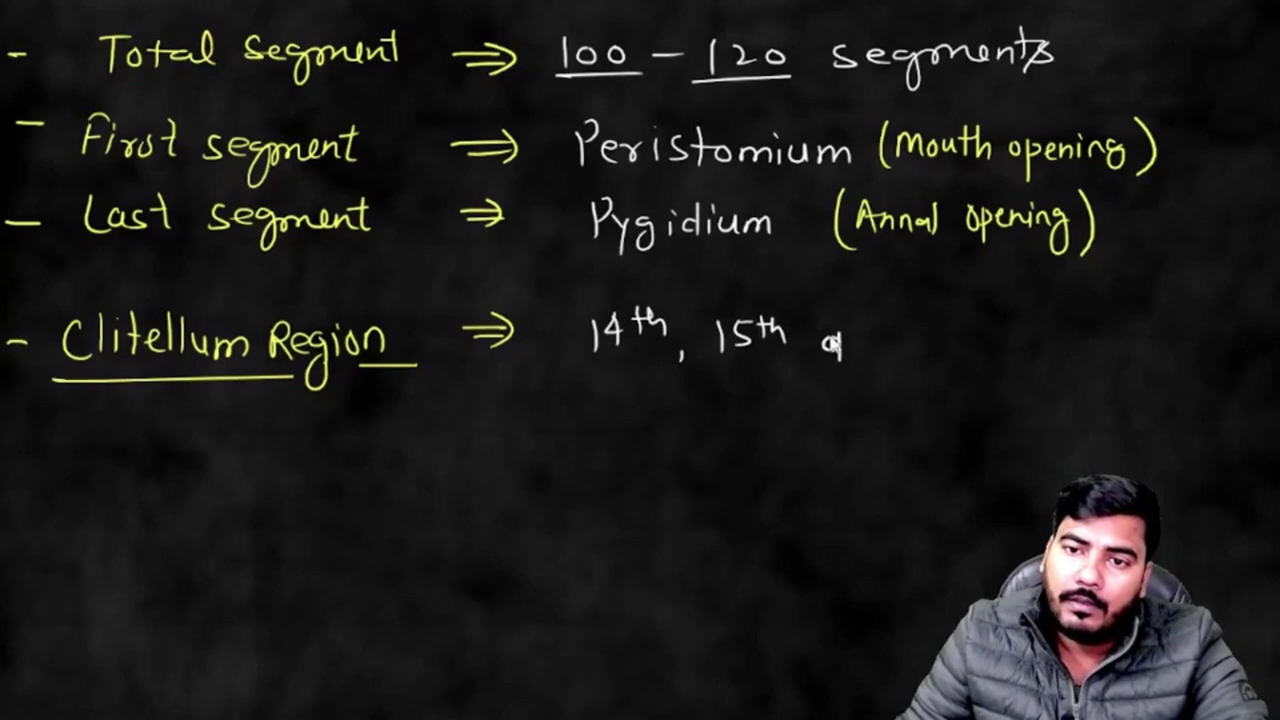 - Total segment ⇒ 100 - 120 segments
- First segment ⇒ Peristomium (Mouth opening)
- Last segment ⇒ Pygidium (Annal opening)
- Clitellum Region ⇒ 14th, 15th a